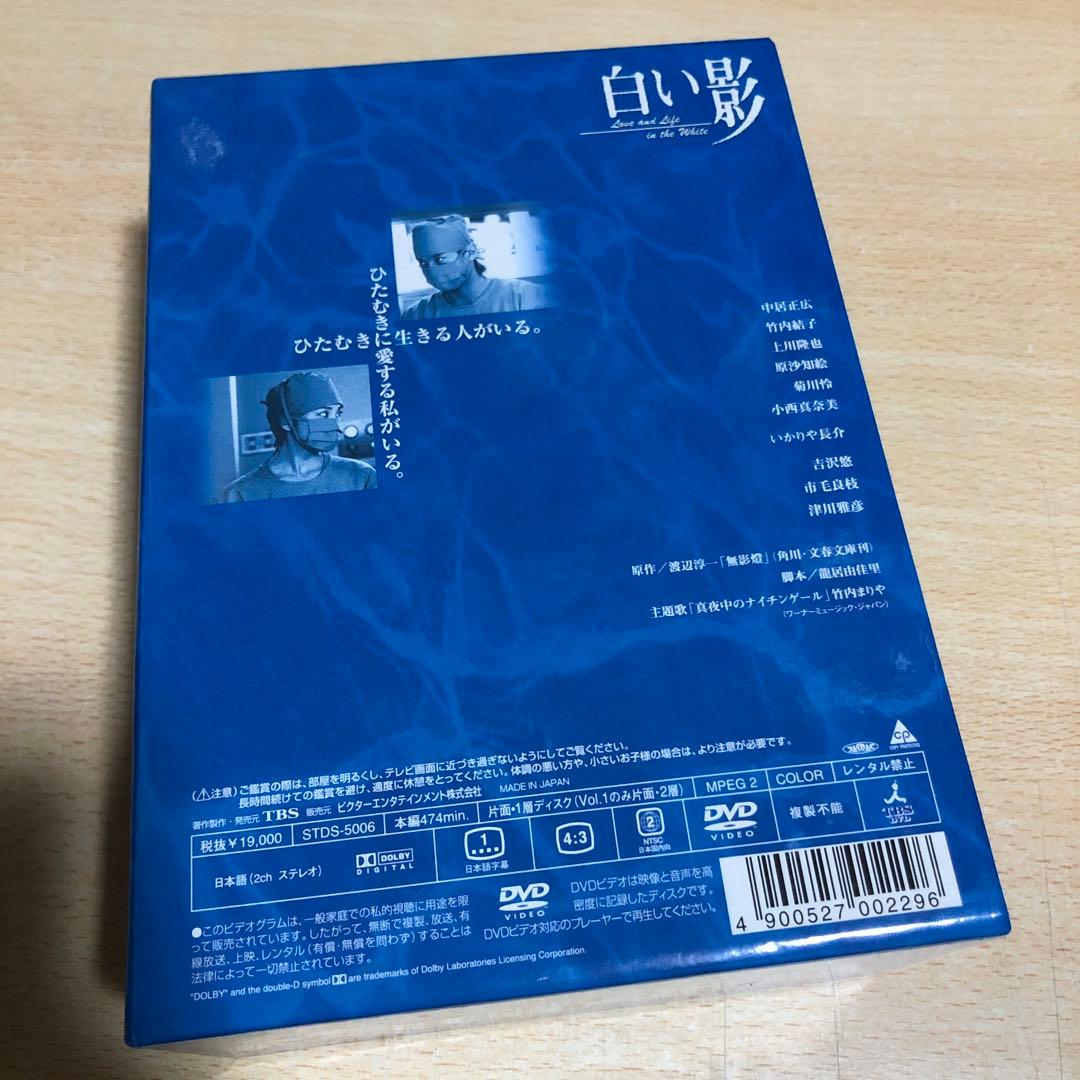 白い影
Love and Life
in the White
ひたむきに生きる人がいる。
ひたむきに愛する私がいる。
中居正広
竹内結子
上川隆也
原沙知絵
菊川怜
小西真奈美
いかりや長介
吉沢悠
市毛良枝
津川雅彦
原作/渡辺淳一「無影燈」(角川・文春文庫刊)
脚本/龍居由佳里
主題歌「真夜中のナイチンゲール」竹内まりや
(ワーナーミュージック・ジャパン)
COPY PROTECTED
(⚠注意)ご鑑賞の際は、部屋を明るくし、テレビ画面に近づき過ぎないようにしてご覧ください。
長時間続けての鑑賞を避け、適度に休憩をとってください。体調の悪い方や、小さいお子様の場合は、より注意が必要です。
著作製作・発売元 TBS 販売元 ビクターエンタテインメント株式会社 MADE IN JAPAN
税抜¥19,000 STDS-5006 本編474min. 片面・1層ディスク(Vol.1のみ片面・2層) MPEG 2 COLOR レンタル禁止
日本語(2ch ステレオ) DOLBY DIGITAL 1 日本語字幕 4:3 2 NTSC 日本国内向 DVD VIDEO 複製不能 TBS
●このビデオグラムは、一般家庭での私的視聴に用途を限
って販売されています。したがって、無断で複製、放送、有
線放送、上映、レンタル(有償・無償を問わず)することは
法律によって一切禁止されています。
DVD VIDEO
DVDビデオは映像と音声を高
密度に記録したディスクです。
DVDビデオ対応のプレーヤーで再生してください。
4 900527 002296
"DOLBY" and the double-D symbol are trademarks of Dolby Laboratories Licensing Corporation.